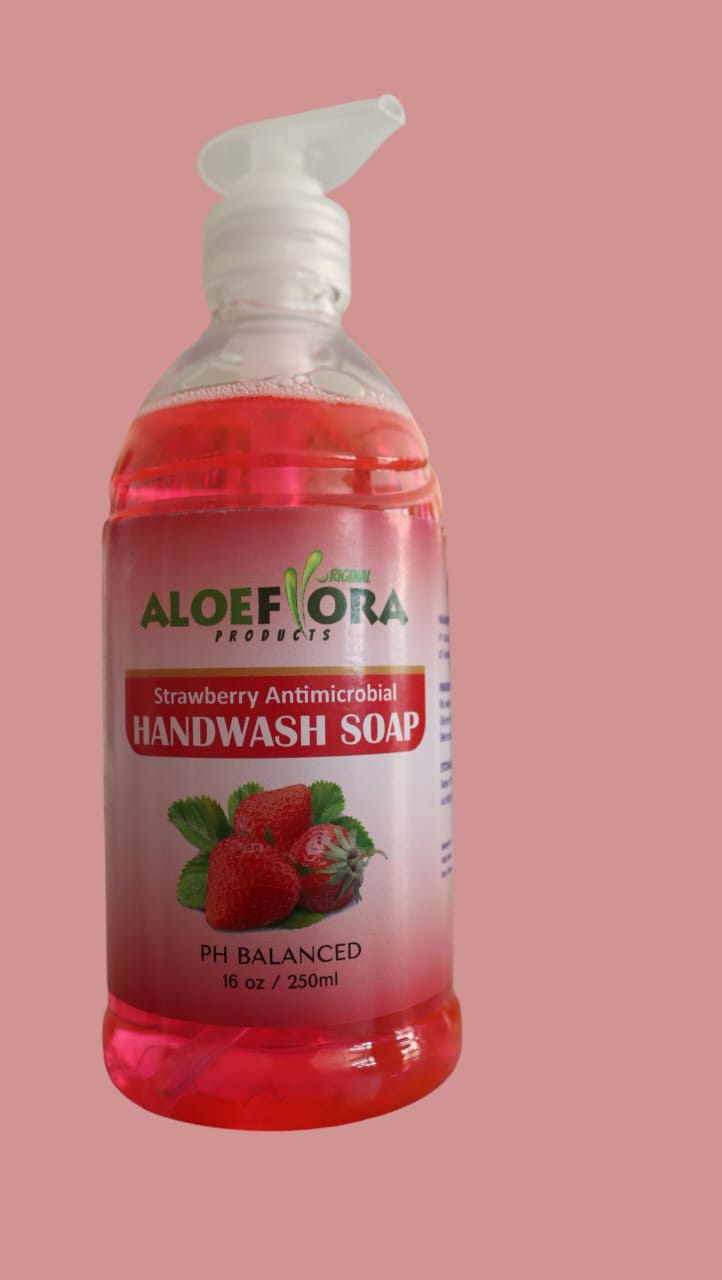 ORIGINAL
ALOEFLORA
PRODUCTS
Strawberry Antimicrobial
HANDWASH SOAP
PH BALANCED
16 oz / 250ml